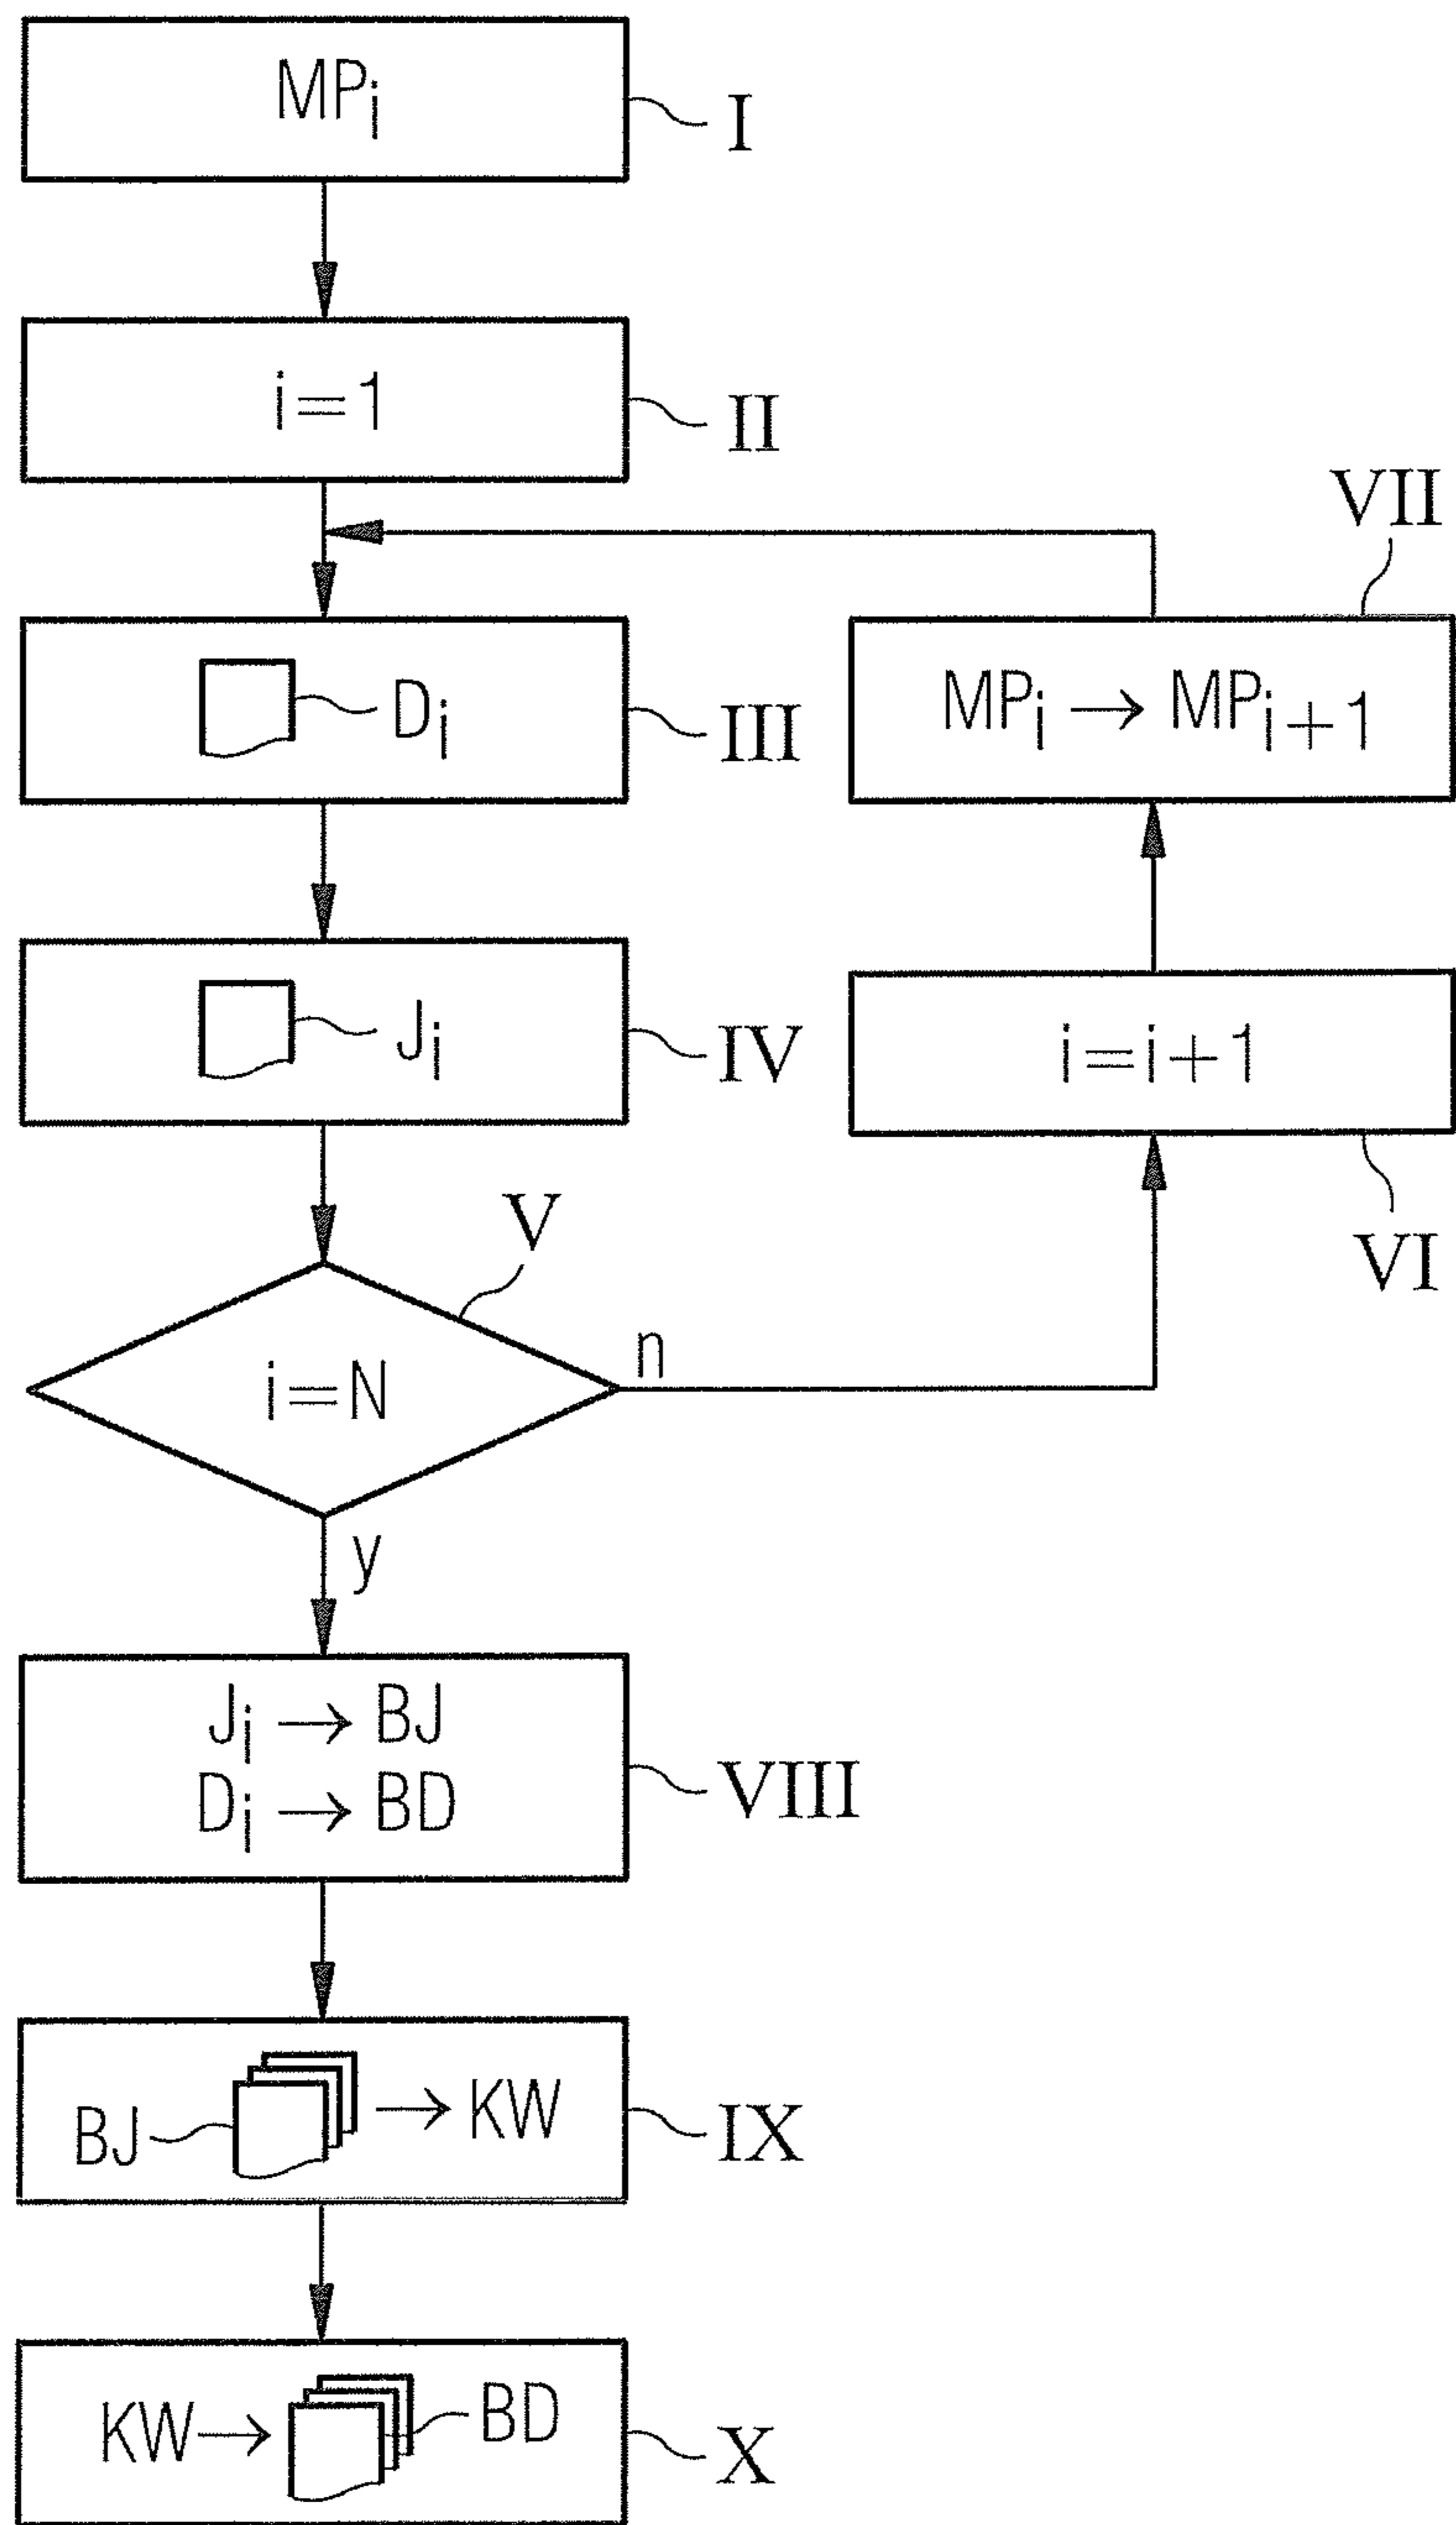 MPi
I
i=1
II
VII
Di
III
MPi → MPi+1
Ji
IV
i=i+1
V
VI
i=N
n
y
Ji → BJ
Di → BD
VIII
BJ → KW
IX
KW → BD
X